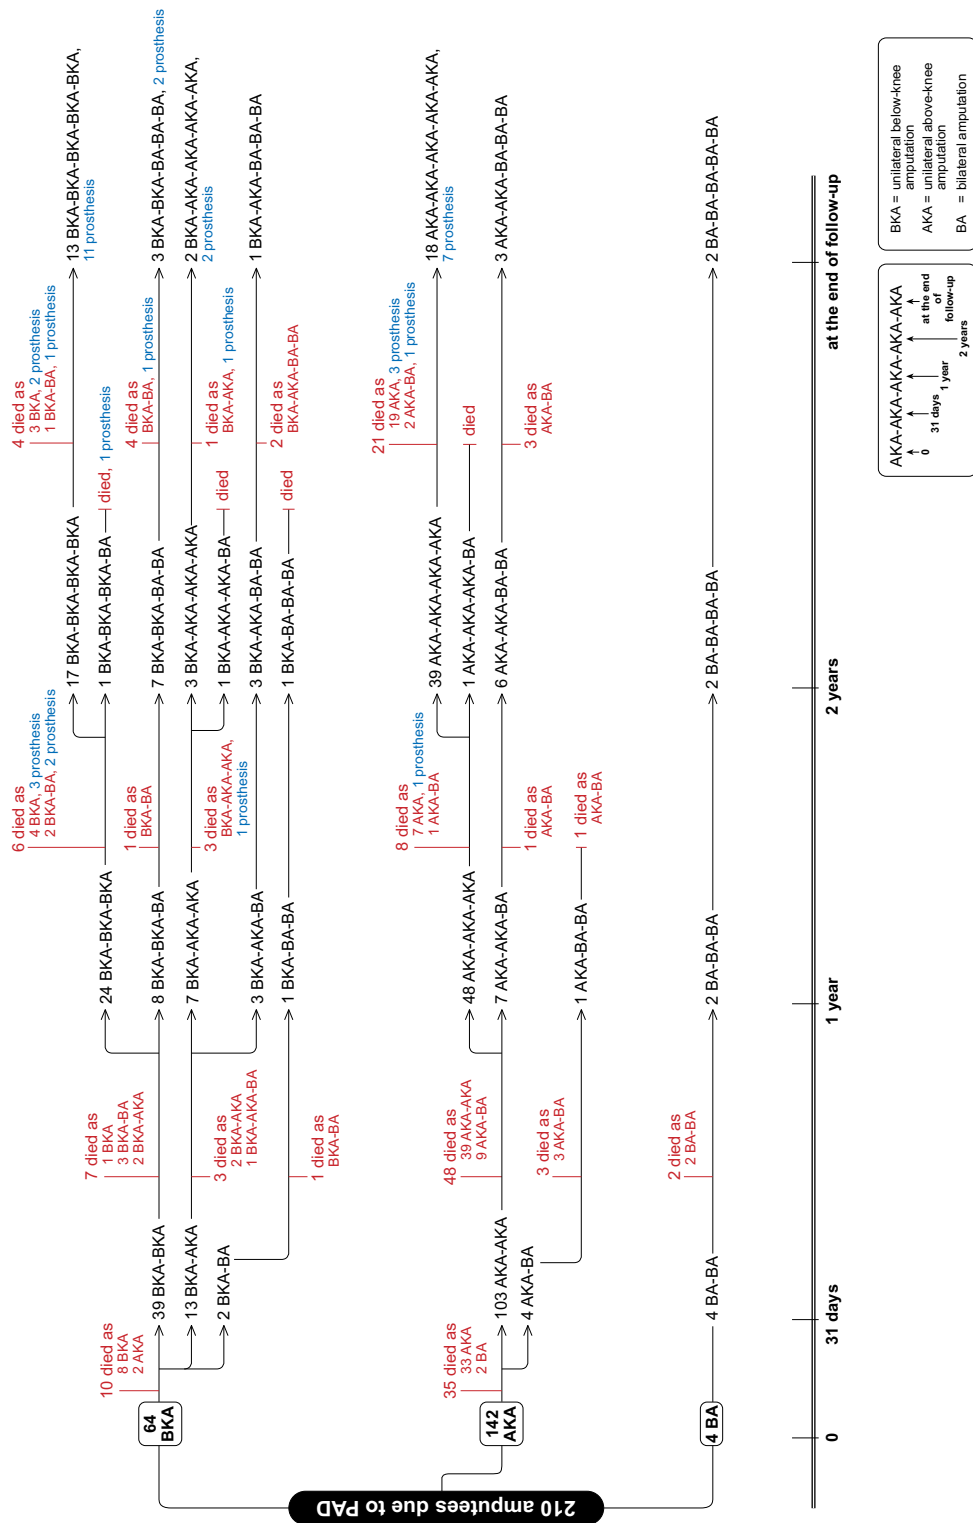 210 amputees due to PAD
64
BKA
10 died as
8 BKA
2 AKA
39 BKA-BKA
13 BKA-AKA
2 BKA-BA
7 died as
1 BKA
3 BKA-BA
2 BKA-AKA
3 died as
2 BKA-AKA
1 BKA-AKA-BA
1 died as
BKA-BA
24 BKA-BKA-BKA
8 BKA-BKA-BA
7 BKA-AKA-AKA
3 BKA-AKA-BA
1 BKA-BA-BA
6 died as
4 BKA, 3 prosthesis
2 BKA-BA, 2 prosthesis
1 died as
BKA-BA
3 died as
BKA-AKA-AKA,
1 prosthesis
17 BKA-BKA-BKA-BKA
1 BKA-BKA-BKA-BA
died, 1 prosthesis
7 BKA-BKA-BA-BA
3 BKA-AKA-AKA-AKA
1 BKA-AKA-AKA-BA
died
3 BKA-AKA-BA-BA
1 BKA-BA-BA-BA
died
4 died as
3 BKA, 2 prosthesis
1 BKA-BA, 1 prosthesis
4 died as
BKA-BA, 1 prosthesis
1 died as
BKA-AKA, 1 prosthesis
2 died as
BKA-AKA-BA-BA
13 BKA-BKA-BKA-BKA-BKA,
11 prosthesis
3 BKA-BKA-BA-BA-BA, 2 prosthesis
2 BKA-AKA-AKA-AKA-AKA,
2 prosthesis
1 BKA-AKA-BA-BA-BA
142
AKA
35 died as
33 AKA
2 BA
103 AKA-AKA
4 AKA-BA
48 died as
39 AKA-AKA
9 AKA-BA
3 died as
3 AKA-BA
48 AKA-AKA-AKA-AKA
7 AKA-AKA-BA
1 AKA-BA-BA
8 died as
7 AKA, 1 prosthesis
1 AKA-BA
1 died as
AKA-BA
1 died as
AKA-BA
39 AKA-AKA-AKA-AKA
1 AKA-AKA-AKA-BA
died
6 AKA-AKA-BA-BA
21 died as
19 AKA, 3 prosthesis
2 AKA-BA, 1 prosthesis
3 died as
AKA-BA
18 AKA-AKA-AKA-AKA-AKA,
7 prosthesis
3 AKA-AKA-BA-BA-BA
4 BA
4 BA-BA
2 died as
2 BA-BA
2 BA-BA-BA
2 BA-BA-BA-BA
2 BA-BA-BA-BA-BA
0
31 days
1 year
2 years
at the end of follow-up
AKA-AKA-AKA-AKA-AKA
0
31 days
1 year
2 years
at the end
of
follow-up
BKA = unilateral below-knee
amputation
AKA = unilateral above-knee
amputation
BA = bilateral amputation